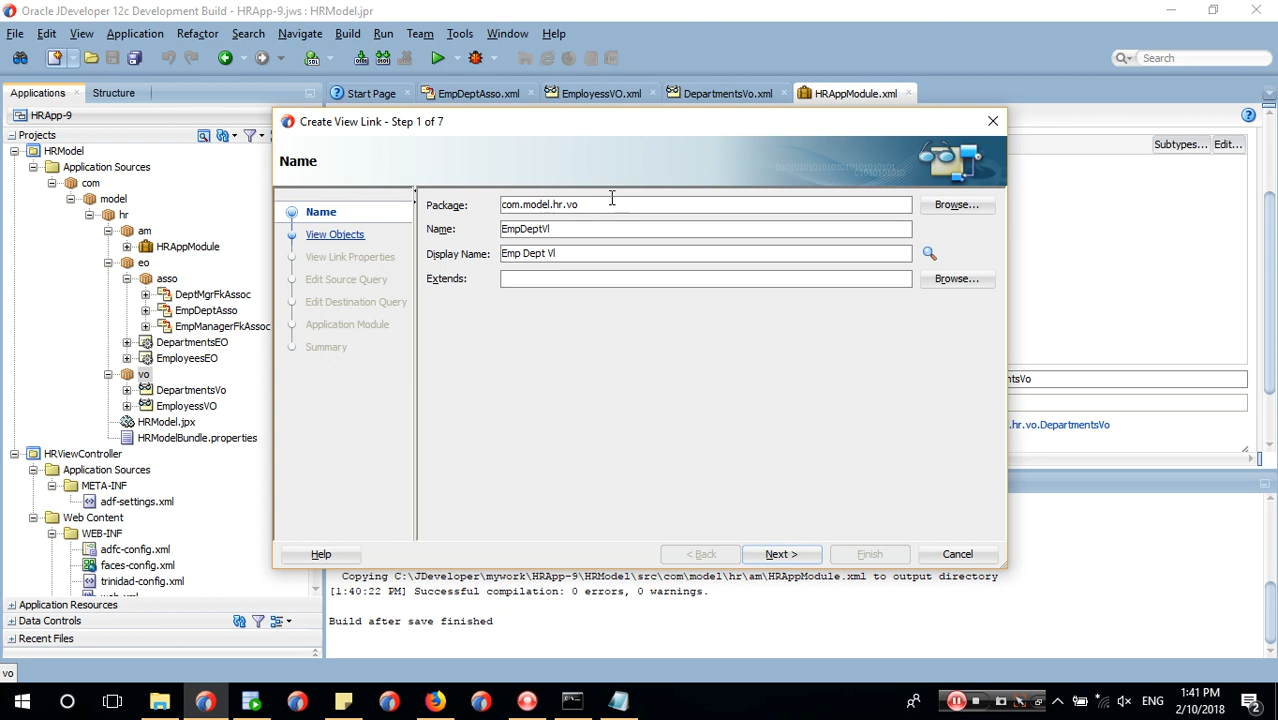 Oracle JDeveloper 12c Development Build - HRApp-9.jws : HRModel.jpr
File Edit View Application Refactor Search Navigate Build Run Team Tools Window Help
Search
Applications Structure
Start Page EmpDeptAsso.xml EmployessVO.xml DepartmentsVo.xml HRAppModule.xml
HRApp-9
Projects
HRModel
Application Sources
com
model
hr
am
HRAppModule
eo
asso
DeptMgrFkAssoc
EmpDeptAsso
EmpManagerFkAssoc
DepartmentsEO
EmployeesEO
vo
DepartmentsVo
EmployessVO
HRModel.jpx
HRModelBundle.properties
HRViewController
Application Sources
META-INF
adf-settings.xml
Web Content
WEB-INF
adfc-config.xml
faces-config.xml
trinidad-config.xml
Application Resources
Data Controls
Recent Files
vo
Create View Link - Step 1 of 7
Name
Name
View Objects
View Link Properties
Edit Source Query
Edit Destination Query
Application Module
Summary
Package: com.model.hr.vo Browse...
Name: EmpDeptVl
Display Name: Emp Dept Vl
Extends: Browse...
Help < Back Next > Finish Cancel
Subtypes... Edit...
ntsVo
.hr.vo.DepartmentsVo
Copying C:\JDeveloper\mywork\HRApp-9\HRModel\src\com\model\hr\am\HRAppModule.xml to output directory
[1:40:22 PM] Successful compilation: 0 errors, 0 warnings.
Build after save finished
ENG
1:41 PM
2/10/2018
2